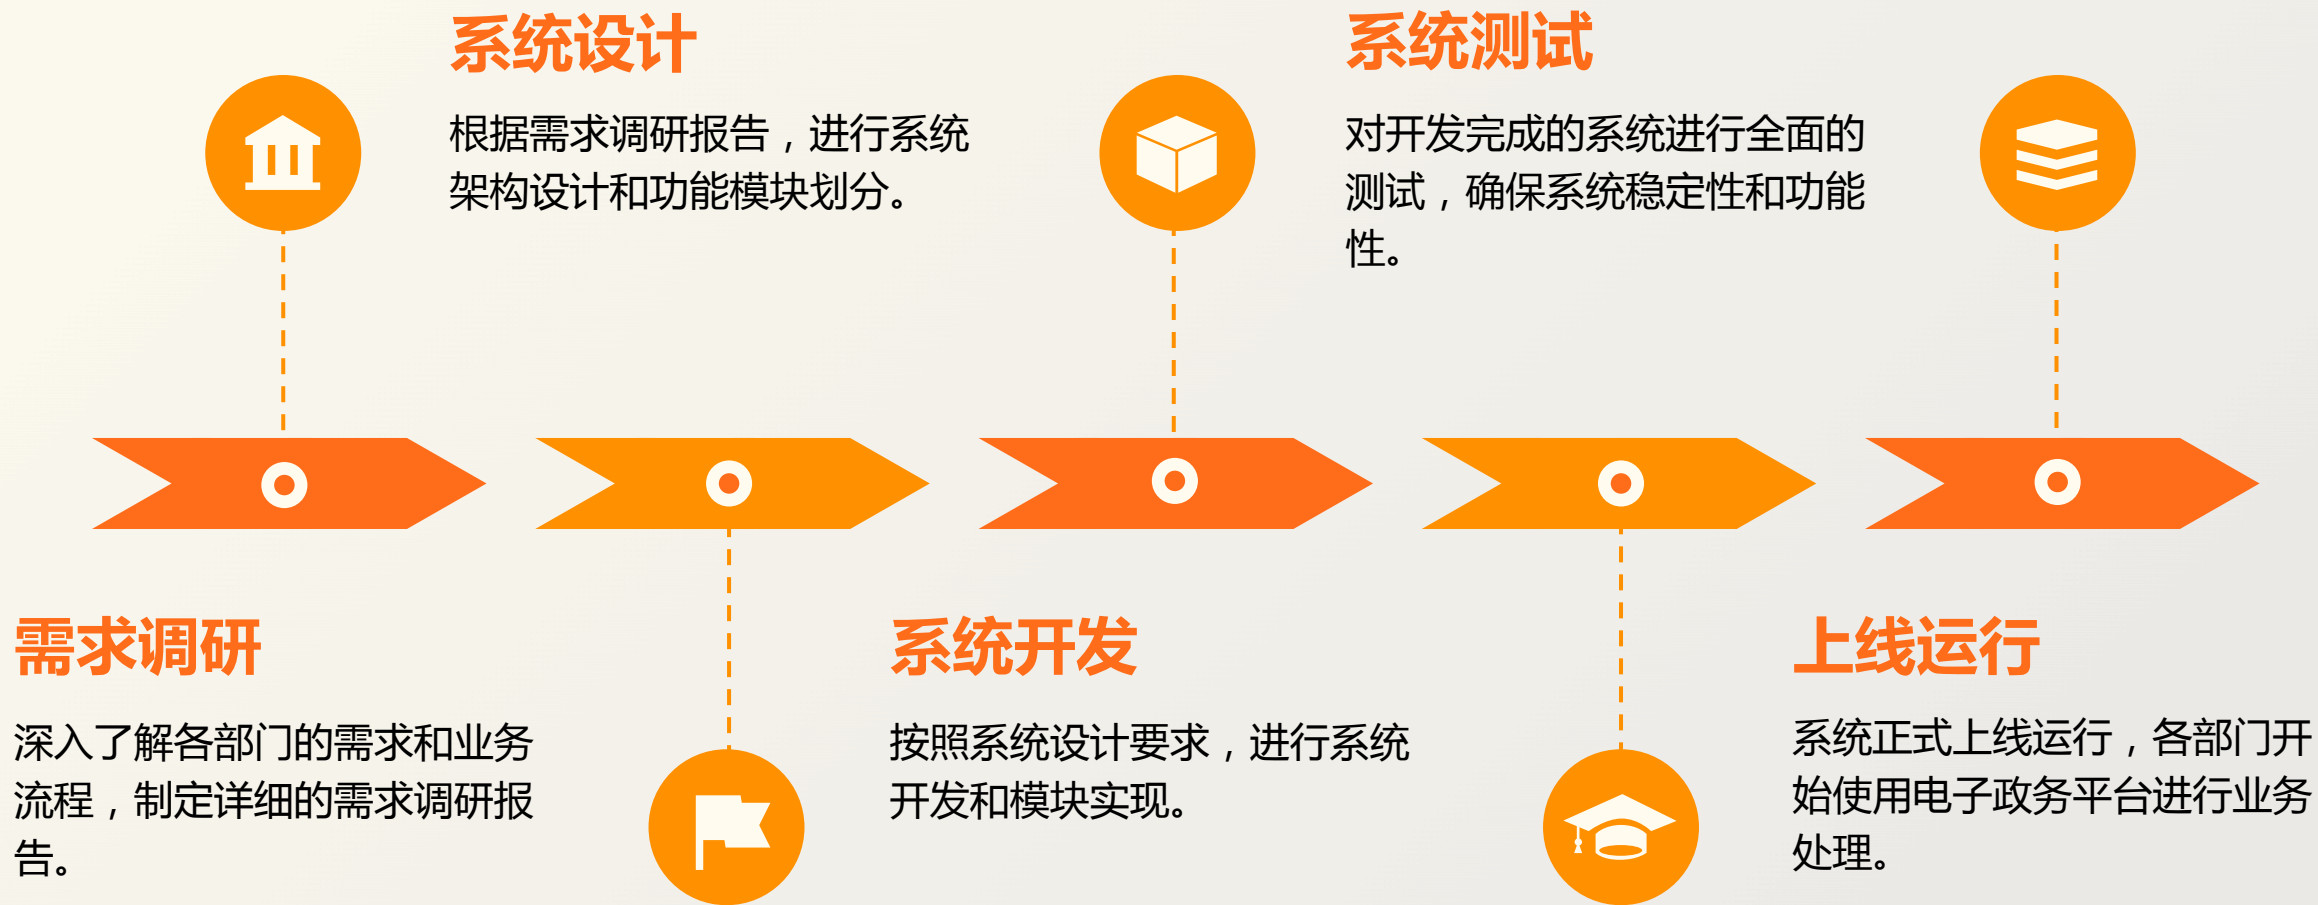 系统设计
根据需求调研报告，进行系统
架构设计和功能模块划分。
系统测试
对开发完成的系统进行全面的
测试，确保系统稳定性和功能
性。
需求调研
深入了解各部门的需求和业务
流程，制定详细的需求调研报
告。
系统开发
按照系统设计要求，进行系统
开发和模块实现。
上线运行
系统正式上线运行，各部门开
始使用电子政务平台进行业务
处理。